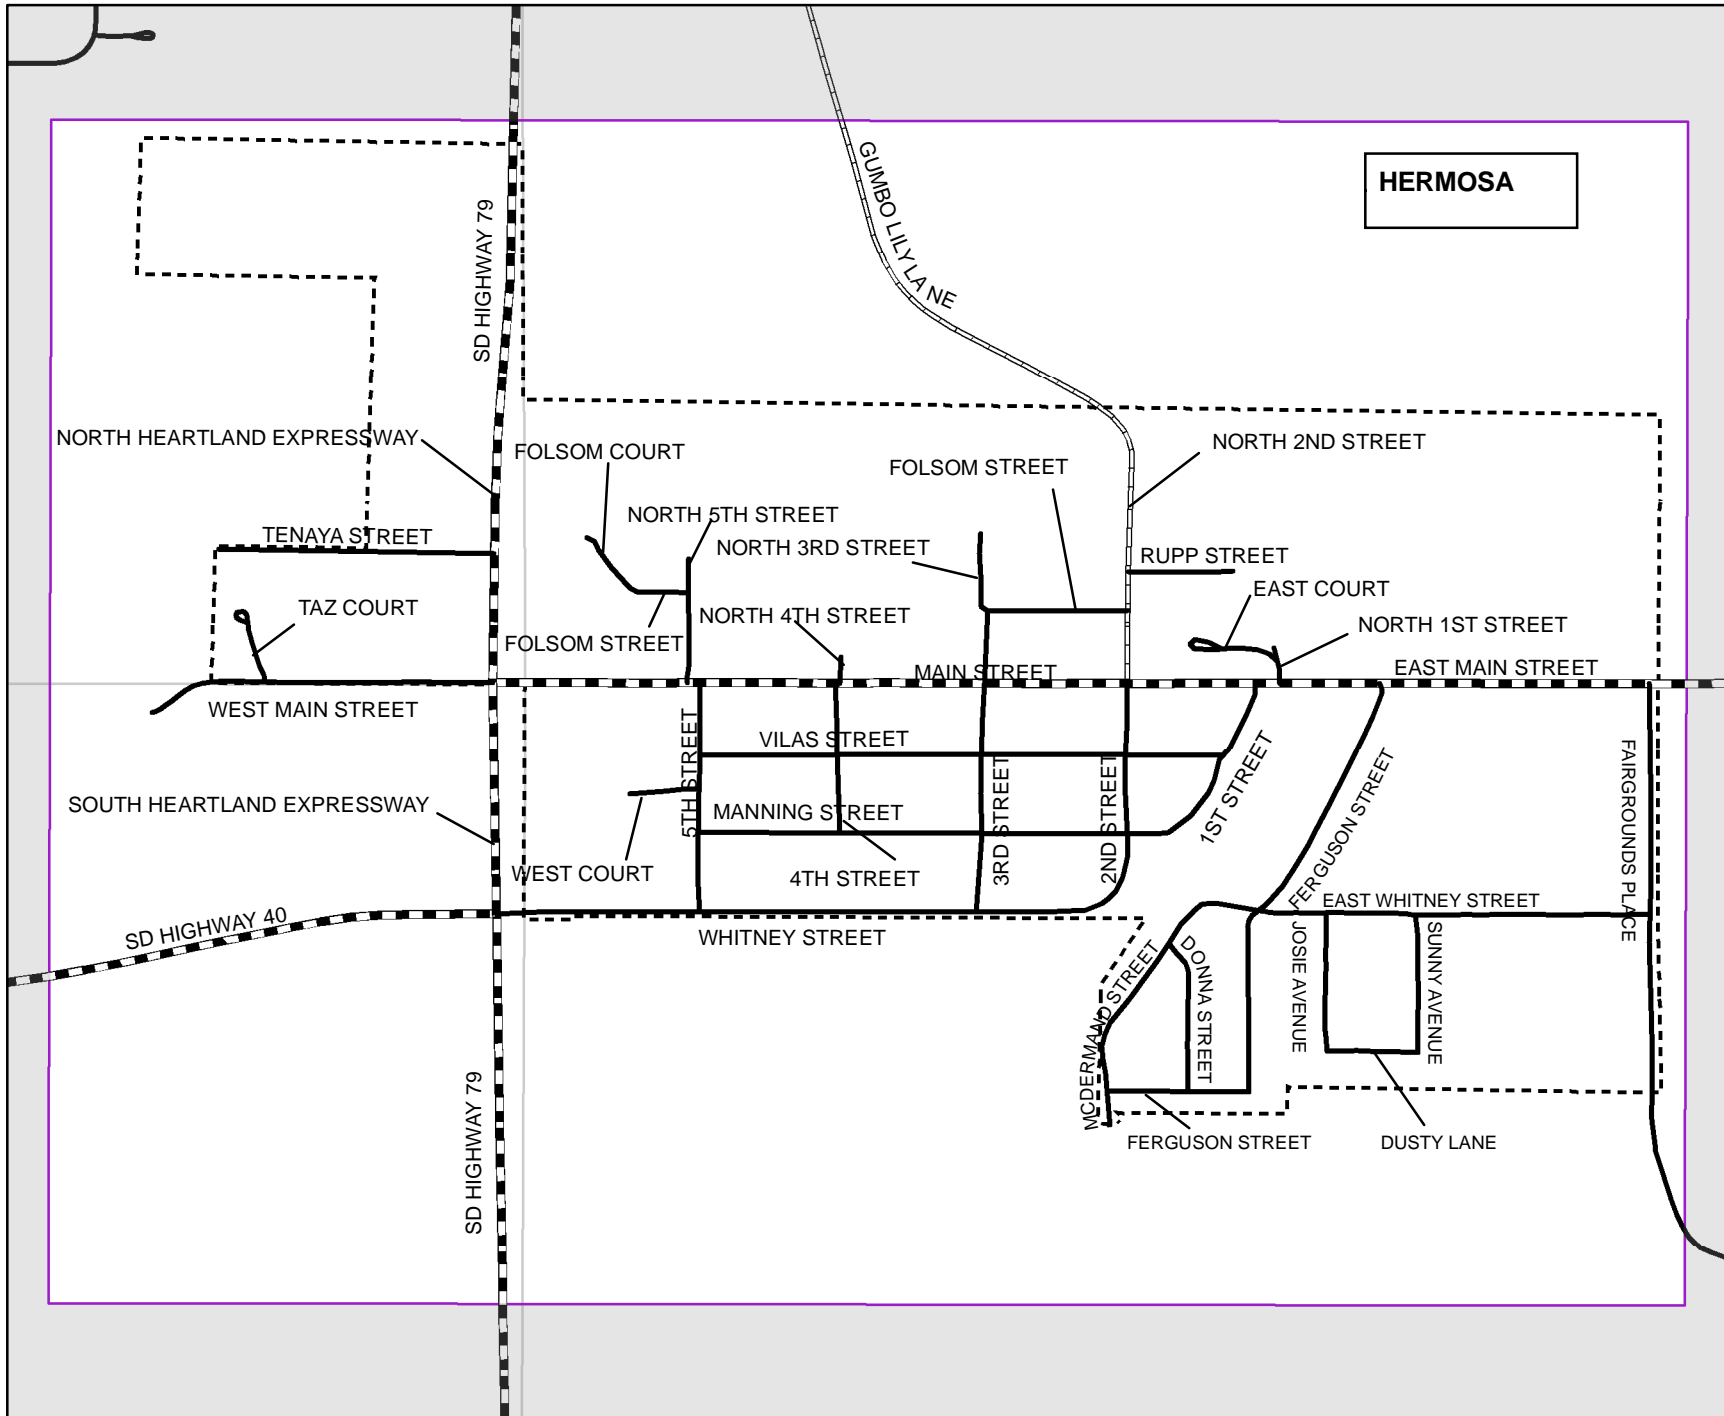 HERMOSA
SD HIGHWAY 79
GUMBO LILY LANE
NORTH HEARTLAND EXPRESSWAY
FOLSOM COURT
NORTH 2ND STREET
FOLSOM STREET
NORTH 5TH STREET
TENAYA STREET
NORTH 3RD STREET
RUPP STREET
EAST COURT
TAZ COURT
NORTH 4TH STREET
NORTH 1ST STREET
FOLSOM STREET
MAIN STREET
EAST MAIN STREET
WEST MAIN STREET
VILAS STREET
5TH STREET
3RD STREET
2ND STREET
1ST STREET
FERGUSON STREET
FAIRGROUNDS PLACE
SOUTH HEARTLAND EXPRESSWAY
MANNING STREET
WEST COURT
4TH STREET
EAST WHITNEY STREET
SD HIGHWAY 40
WHITNEY STREET
MCDERMAND STREET
DONNA STREET
JOSIE AVENUE
SUNNY AVENUE
SD HIGHWAY 79
FERGUSON STREET
DUSTY LANE